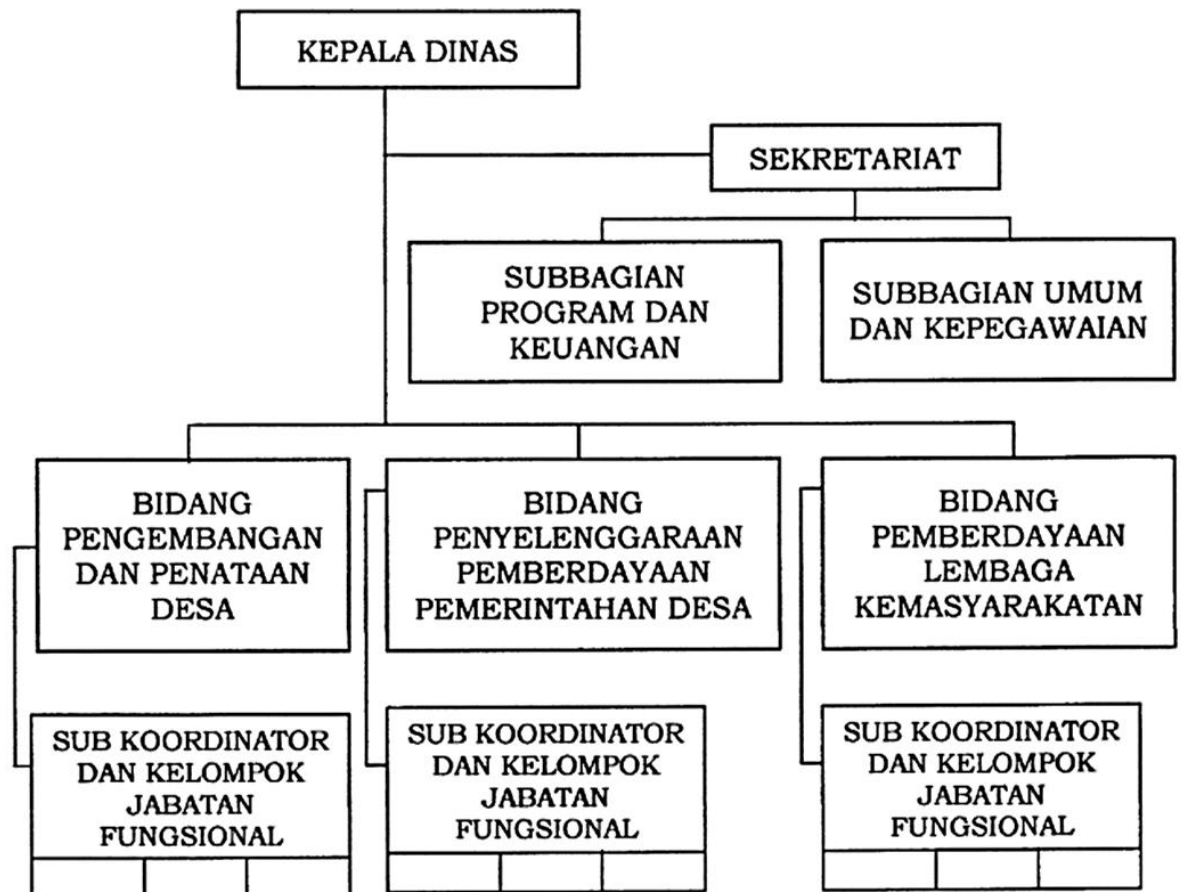 KEPALA DINAS
SEKRETARIAT
SUBBAGIAN
PROGRAM DAN
KEUANGAN
SUBBAGIAN UMUM
DAN KEPEGAWAIAN
BIDANG
PENGEMBANGAN
DAN PENATAAN
DESA
BIDANG
PENYELENGGARAAN
PEMBERDAYAAN
PEMERINTAHAN DESA
BIDANG
PEMBERDAYAAN
LEMBAGA
KEMASYARAKATAN
SUB KOORDINATOR
DAN KELOMPOK
JABATAN
FUNGSIONAL
SUB KOORDINATOR
DAN KELOMPOK
JABATAN
FUNGSIONAL
SUB KOORDINATOR
DAN KELOMPOK
JABATAN
FUNGSIONAL